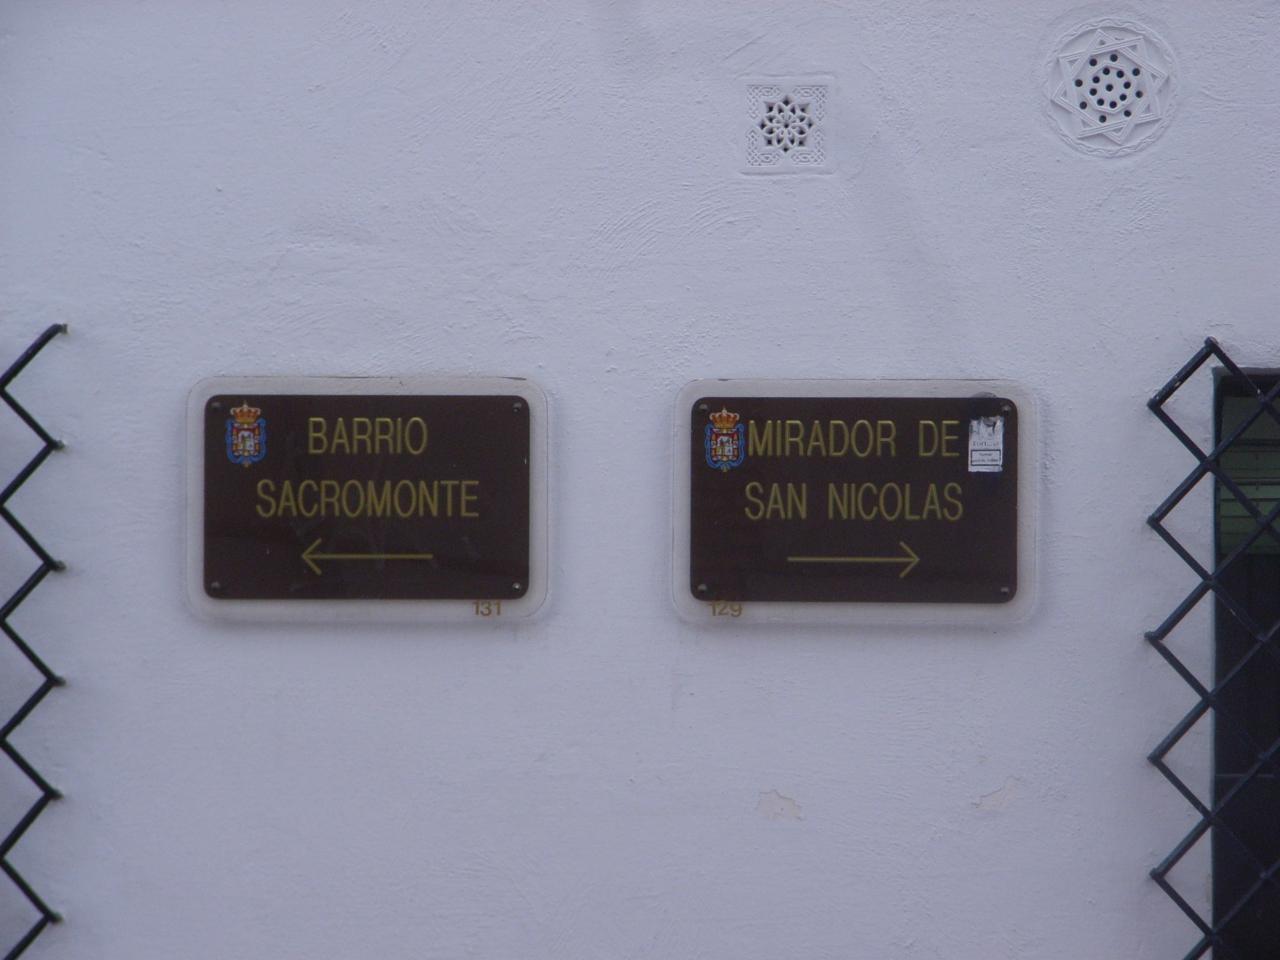 BARRIO
SACROMONTE
131
MIRADOR DE
SAN NICOLAS
129